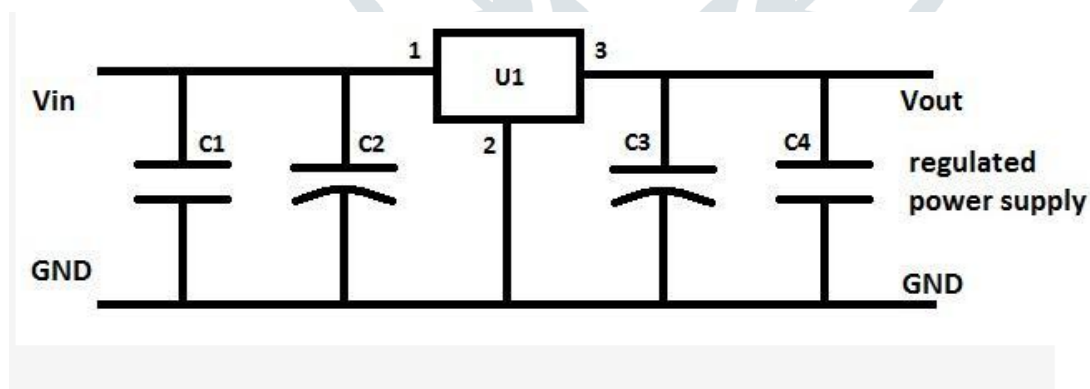 1
3
U1
Vin
Vout
C1
C2
2
C3
C4
regulated
power supply
GND
GND